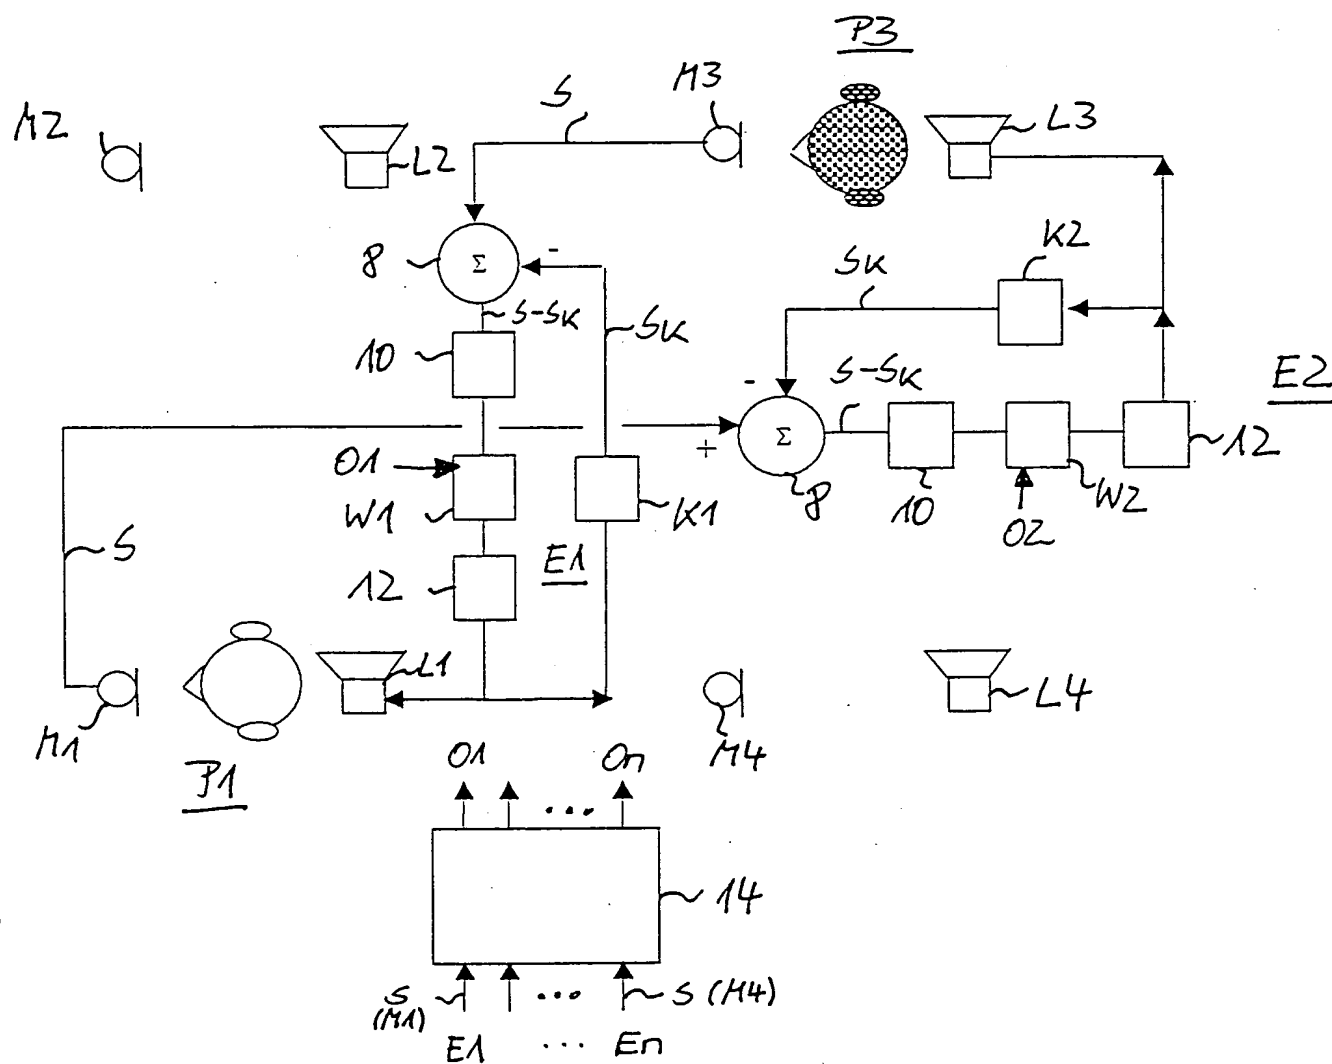 P3
M2
S
M3
L3
L2
8
Σ
-
K2
SK
S-SK
SK
10
-
S-SK
E2
Σ
+
O1
W1
K1
8
10
W2
12
O2
S
E1
12
L1
L4
M1
P1
O1
On
M4
...
14
S (M1)
...
S (M4)
E1 ... En